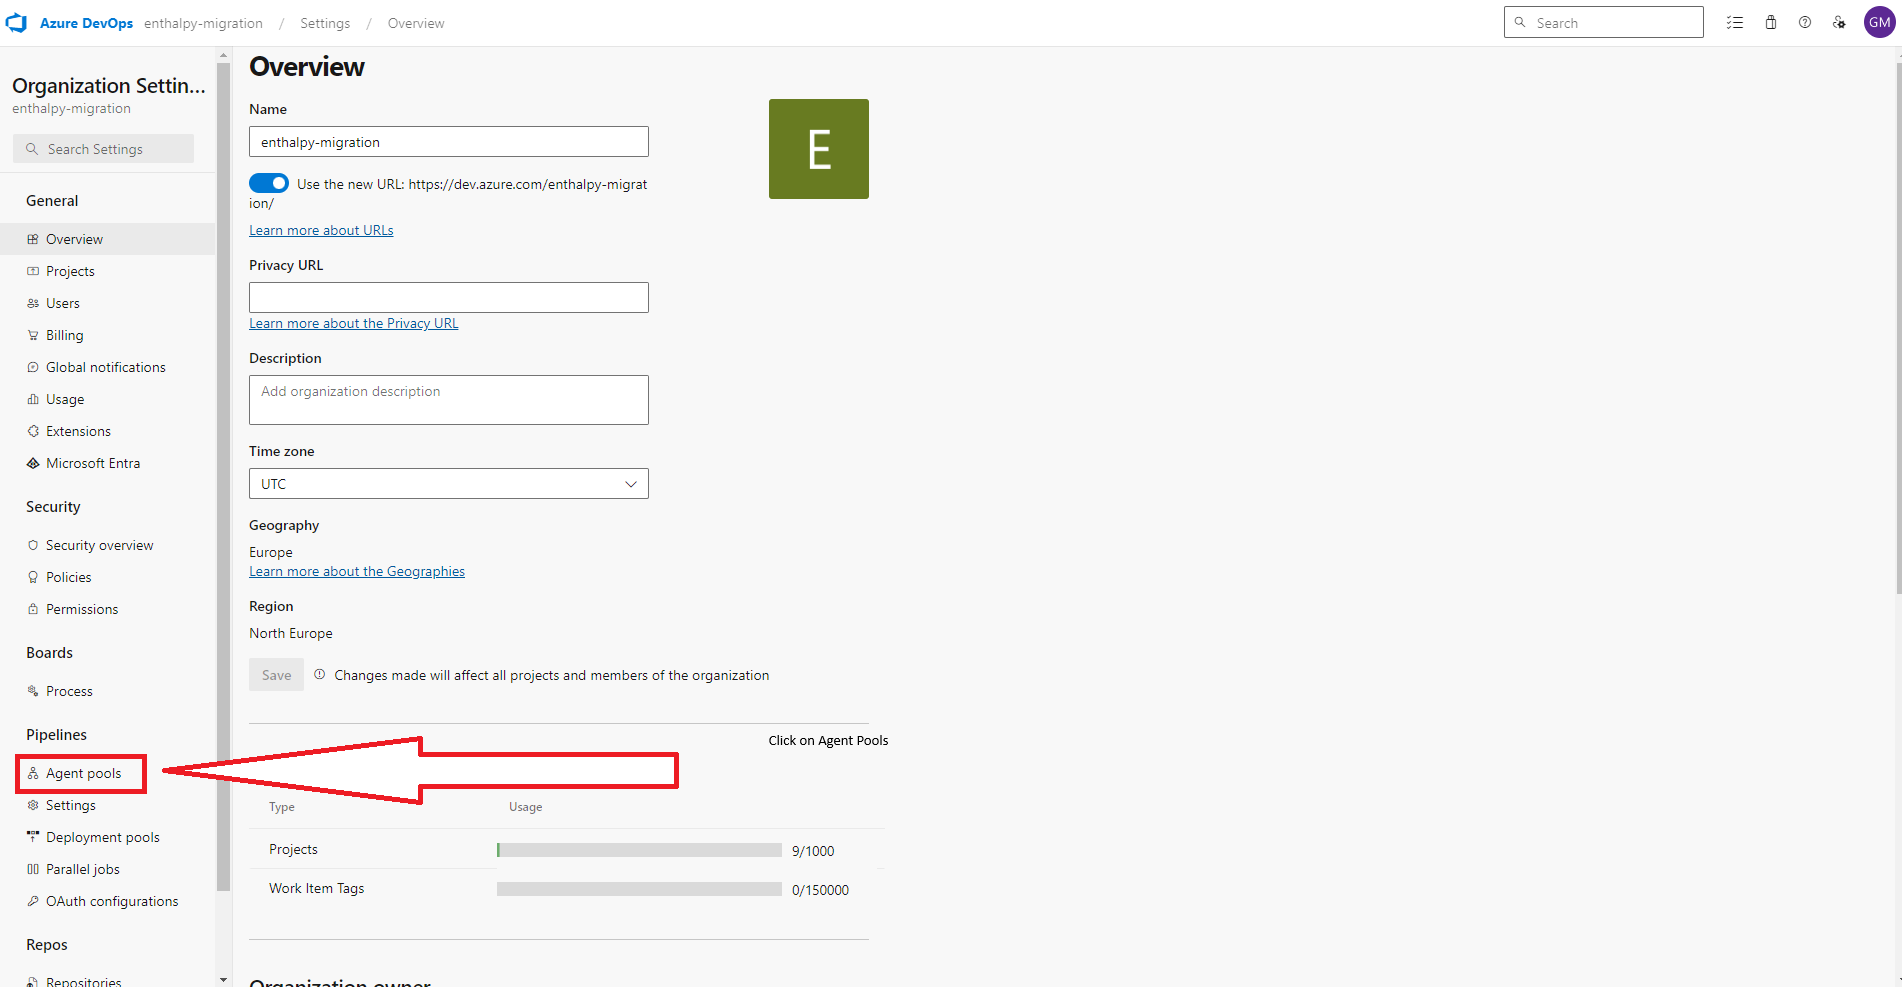 Azure DevOps enthalpy-migration / Settings / Overview
Search
GM
Organization Settin...
enthalpy-migration
Search Settings
General
Overview
Projects
Users
Billing
Global notifications
Usage
Extensions
Microsoft Entra
Security
Security overview
Policies
Permissions
Boards
Process
Pipelines
Agent pools
Settings
Deployment pools
Parallel jobs
OAuth configurations
Repos
Repositories
Overview
Name
enthalpy-migration
E
Use the new URL: https://dev.azure.com/enthalpy-migrat
ion/
Learn more about URLs
Privacy URL
Learn more about the Privacy URL
Description
Add organization description
Time zone
UTC
Geography
Europe
Learn more about the Geographies
Region
North Europe
Save
Changes made will affect all projects and members of the organization
Click on Agent Pools
Type Usage
Projects 9/1000
Work Item Tags 0/150000
Organization owner